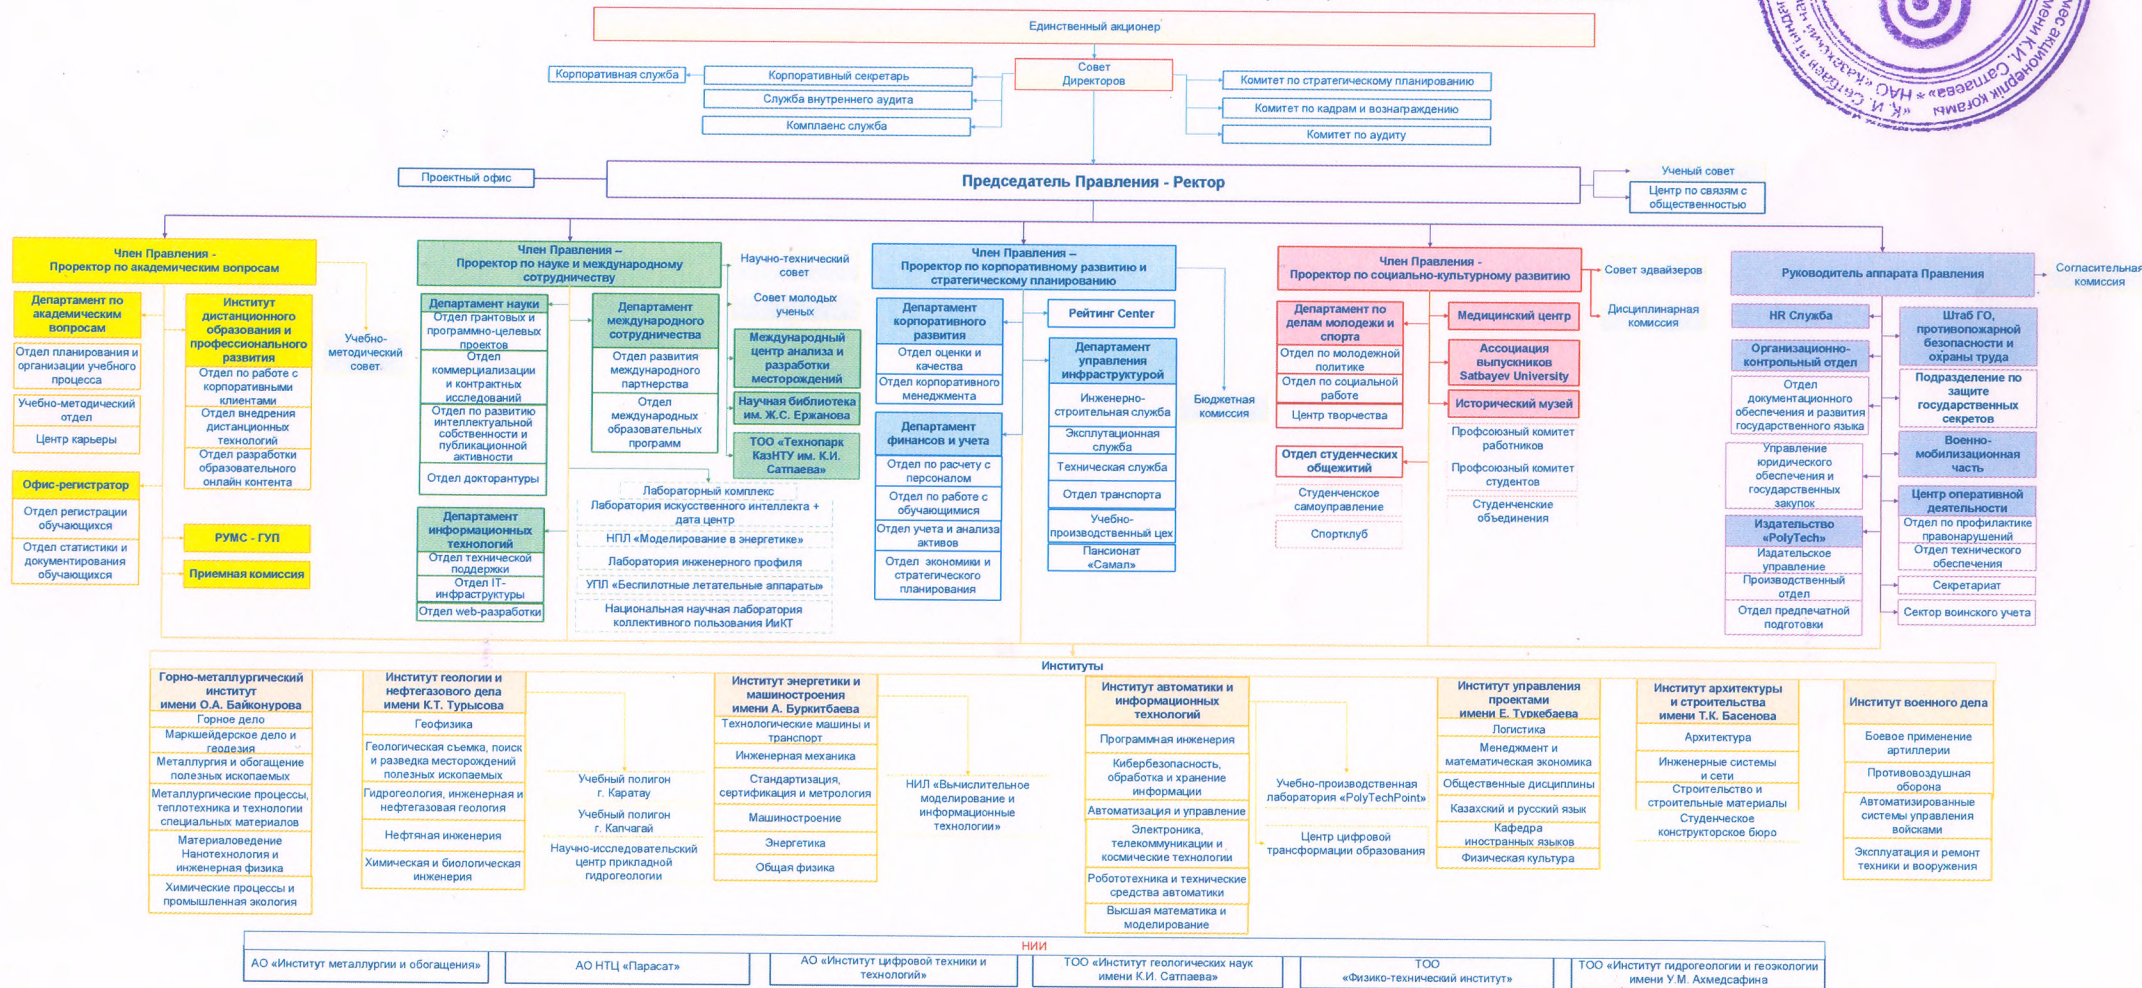 Единственный акционер
Совет
Директоров
Корпоративная служба
Корпоративный секретарь
Служба внутреннего аудита
Комплаенс служба
Комитет по стратегическому планированию
Комитет по кадрам и вознаграждению
Комитет по аудиту
Проектный офис
Председатель Правления - Ректор
Ученый совет
Центр по связям с
общественностью
Член Правления -
Проректор по академическим вопросам
Департамент по
академическим
вопросам
Отдел планирования и
организации учебного
процесса
Учебно-методический
отдел
Центр карьеры
Офис-регистратор
Отдел регистрации
обучающихся
Отдел статистики и
документирования
обучающихся
Институт
дистанционного
образования и
профессионального
развития
Отдел по работе с
корпоративными
клиентами
Отдел внедрения
дистанционных
технологий
Отдел разработки
образовательного
онлайн контента
РУМС - ГУП
Приемная комиссия
Учебно-
методический
совет.
Член Правления –
Проректор по науке и международному
сотрудничеству
Департамент науки
Отдел грантовых и
программно-целевых
проектов
Отдел
коммерциализации
и контрактных
исследований
Отдел по развитию
интеллектуальной
собственности и
публикационной
активности
Отдел докторантуры
Департамент
информационных
технологий
Отдел технической
поддержки
Отдел IT-
инфраструктуры
Отдел web-разработки
Департамент
международного
сотрудничества
Отдел развития
международного
партнерства
Отдел
международных
образовательных
программ
Научно-технический
совет
Совет молодых
ученых
Международный
центр анализа и
разработки
месторождений
Научная библиотека
им. Ж.С. Ержанова
ТОО «Технопарк
КазНТУ им. К.И.
Сатпаева»
Лабораторный комплекс
Лаборатория искусственного интеллекта +
дата центр
НПЛ «Моделирование в энергетике»
Лаборатория инженерного профиля
УПЛ «Беспилотные летательные аппараты»
Национальная научная лаборатория
коллективного пользования ИиКТ
Член Правления –
Проректор по корпоративному развитию и
стратегическому планированию
Департамент
корпоративного
развития
Отдел оценки и
качества
Отдел корпоративного
менеджмента
Департамент
финансов и учета
Отдел по расчету с
персоналом
Отдел по работе с
обучающимися
Отдел учета и анализа
активов
Отдел экономики и
стратегического
планирования
Рейтинг Center
Департамент
управления
инфраструктурой
Инженерно-
строительная служба
Эксплутационная
служба
Техническая служба
Отдел транспорта
Учебно-
производственный цех
Пансионат
«Самал»
Бюджетная
комиссия
Член Правления -
Проректор по социально-культурному развитию
Департамент по
делам молодежи и
спорта
Отдел по молодежной
политике
Отдел по социальной
работе
Центр творчества
Отдел студенческих
общежитий
Студенческое
самоуправление
Спортклуб
Медицинский центр
Ассоциация
выпускников
Satbayev University
Исторический музей
Профсоюзный комитет
работников
Профсоюзный комитет
студентов
Студенческие
объединения
Совет эдвайзеров
Дисциплинарная
комиссия
Руководитель аппарата Правления
Согласительная
комиссия
HR Служба
Организационно-
контрольный отдел
Отдел
документационного
обеспечения и развития
государственного языка
Управление
юридического
обеспечения и
государственных
закупок
Издательство
«PolyTech»
Издательское
управление
Производственный
отдел
Отдел предпечатной
подготовки
Штаб ГО,
противопожарной
безопасности и
охраны труда
Подразделение по
защите
государственных
секретов
Военно-
мобилизационная
часть
Центр оперативной
деятельности
Отдел по профилактике
правонарушений
Отдел технического
обеспечения
Секретариат
Сектор воинского учета
Институты
Горно-металлургический
институт
имени О.А. Байконурова
Горное дело
Маркшейдерское дело и
геодезия
Металлургия и обогащение
полезных ископаемых
Металлургические процессы,
теплотехника и технологии
специальных материалов
Материаловедение
Нанотехнология и
инженерная физика
Химические процессы и
промышленная экология
Институт геологии и
нефтегазового дела
имени К.Т. Турысова
Геофизика
Геологическая съемка, поиск
и разведка месторождений
полезных ископаемых
Гидрогеология, инженерная и
нефтегазовая геология
Нефтяная инженерия
Химическая и биологическая
инженерия
Учебный полигон
г. Каратау
Учебный полигон
г. Капчагай
Научно-исследовательский
центр прикладной
гидрогеологии
Институт энергетики и
машиностроения
имени А. Буркитбаева
Технологические машины и
транспорт
Инженерная механика
Стандартизация,
сертификация и метрология
Машиностроение
Энергетика
Общая физика
НИЛ «Вычислительное
моделирование и
информационные
технологии»
Институт автоматики и
информационных
технологий
Программная инженерия
Кибербезопасность,
обработка и хранение
информации
Автоматизация и управление
Электроника,
телекоммуникации и
космические технологии
Робототехника и технические
средства автоматики
Высшая математика и
моделирование
Учебно-производственная
лаборатория «PolyTechPoint»
Центр цифровой
трансформации образования
Институт управления
проектами
имени Е. Туркебаева
Логистика
Менеджмент и
математическая экономика
Общественные дисциплины
Казахский и русский язык
Кафедра
иностранных языков
Физическая культура
Институт архитектуры
и строительства
имени Т.К. Басенова
Архитектура
Инженерные системы
и сети
Строительство и
строительные материалы
Студенческое
конструкторское бюро
Институт военного дела
Боевое применение
артиллерии
Противовоздушная
оборона
Автоматизированные
системы управления
войсками
Эксплуатация и ремонт
техники и вооружения
НИИ
АО «Институт металлургии и обогащения»
АО НТЦ «Парасат»
АО «Институт цифровой техники и
технологий»
ТОО «Институт геологических наук
имени К.И. Сатпаева»
ТОО
«Физико-технический институт»
ТОО «Институт гидрогеологии и геоэкологии
имени У.М. Ахмедсафина